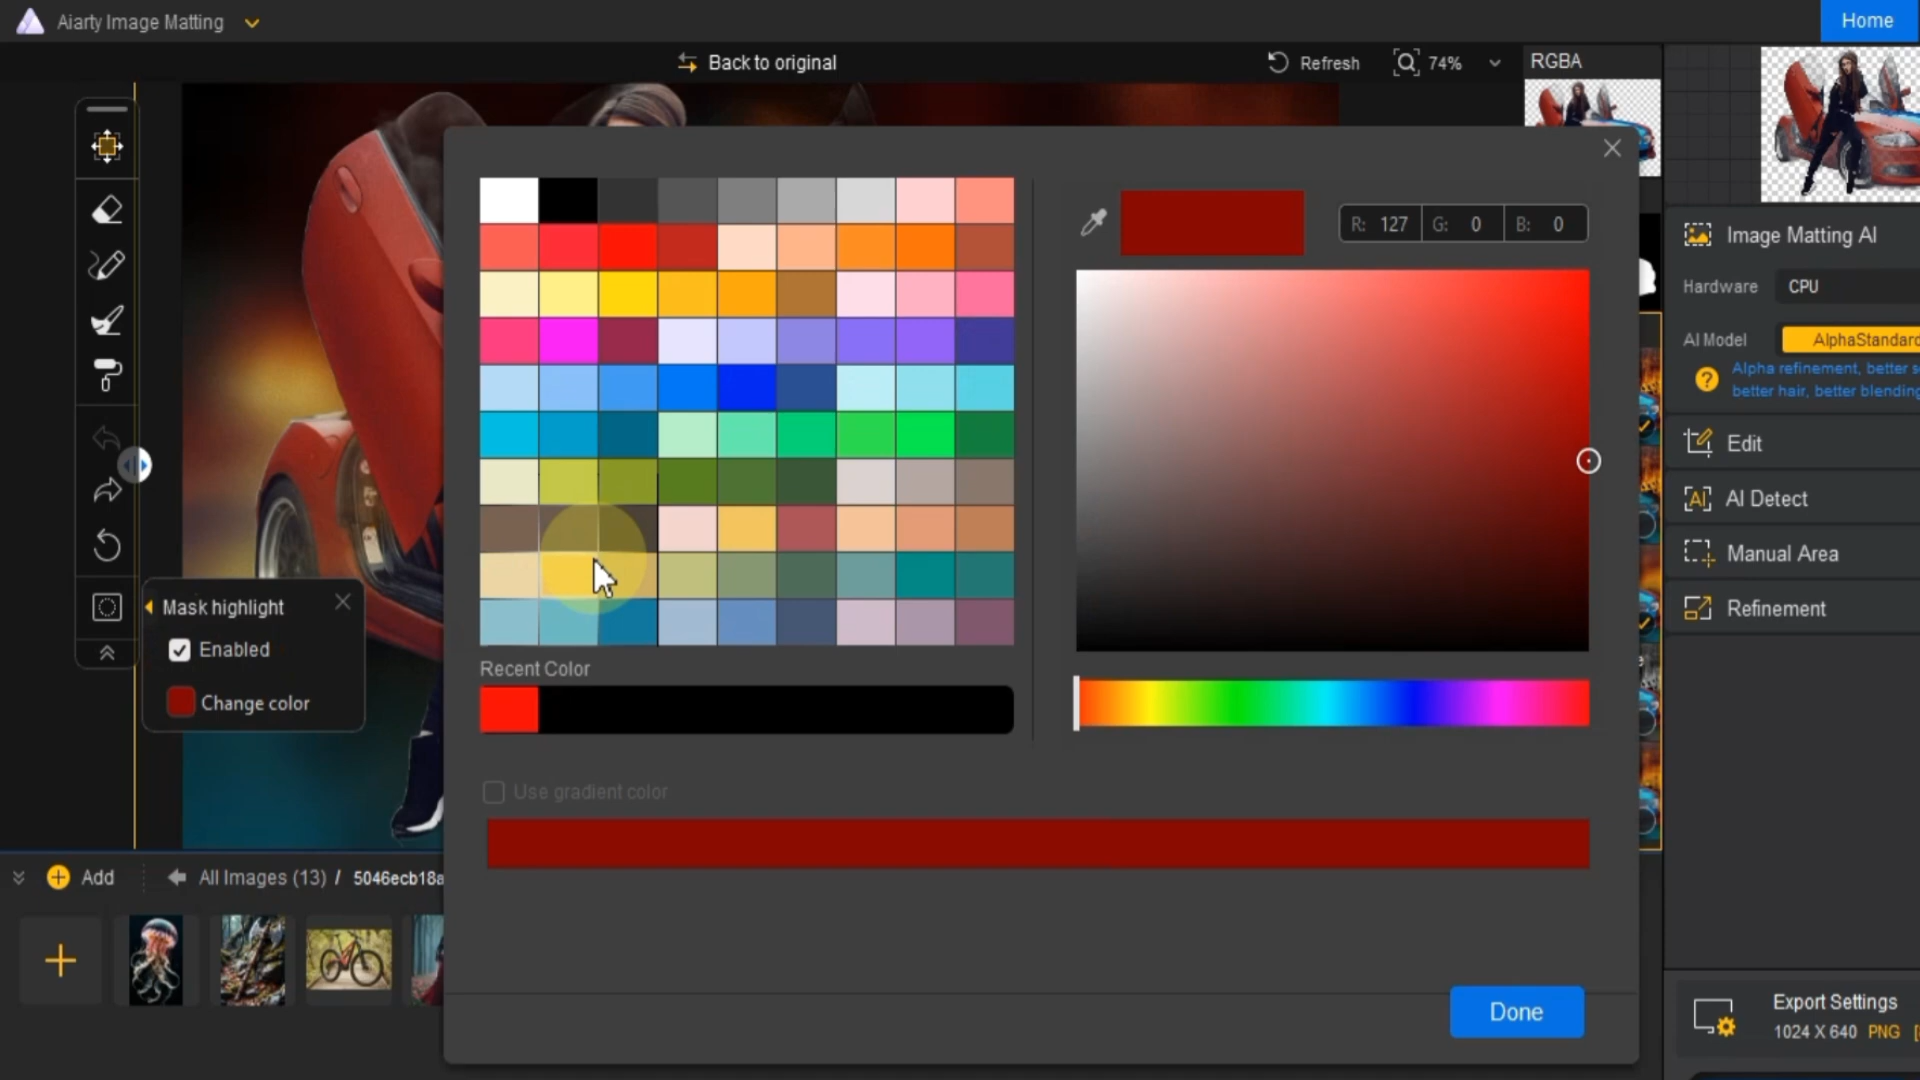 Aiarty Image Matting
Home
Back to original
Refresh
74%
RGBA
R: 127 G: 0 B: 0
Image Matting AI
Hardware CPU
AI Model AlphaStandard
Alpha refinement, better
better hair, better blending
Edit
AI Detect
Manual Area
Refinement
Mask highlight
Enabled
Change color
Recent Color
Use gradient color
Add
All Images (13) / 5046ecb18a
Done
Export Settings
1024 X 640 PNG